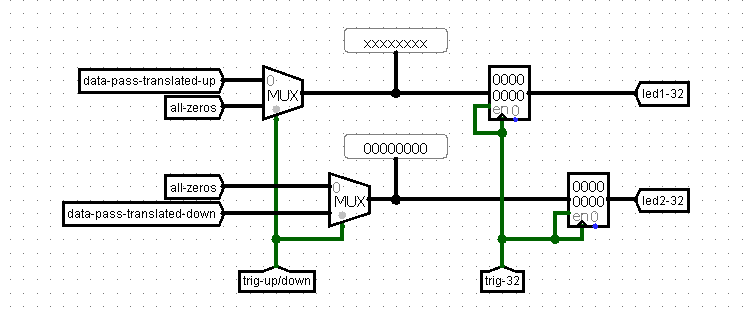 xxxxxxxx
data-pass-translated-up
0
MUX
0000
0000
en 0
led1-32
all-zeros
00000000
all-zeros
0
MUX
0000
0000
en 0
led2-32
data-pass-translated-down
trig-up/down
trig-32